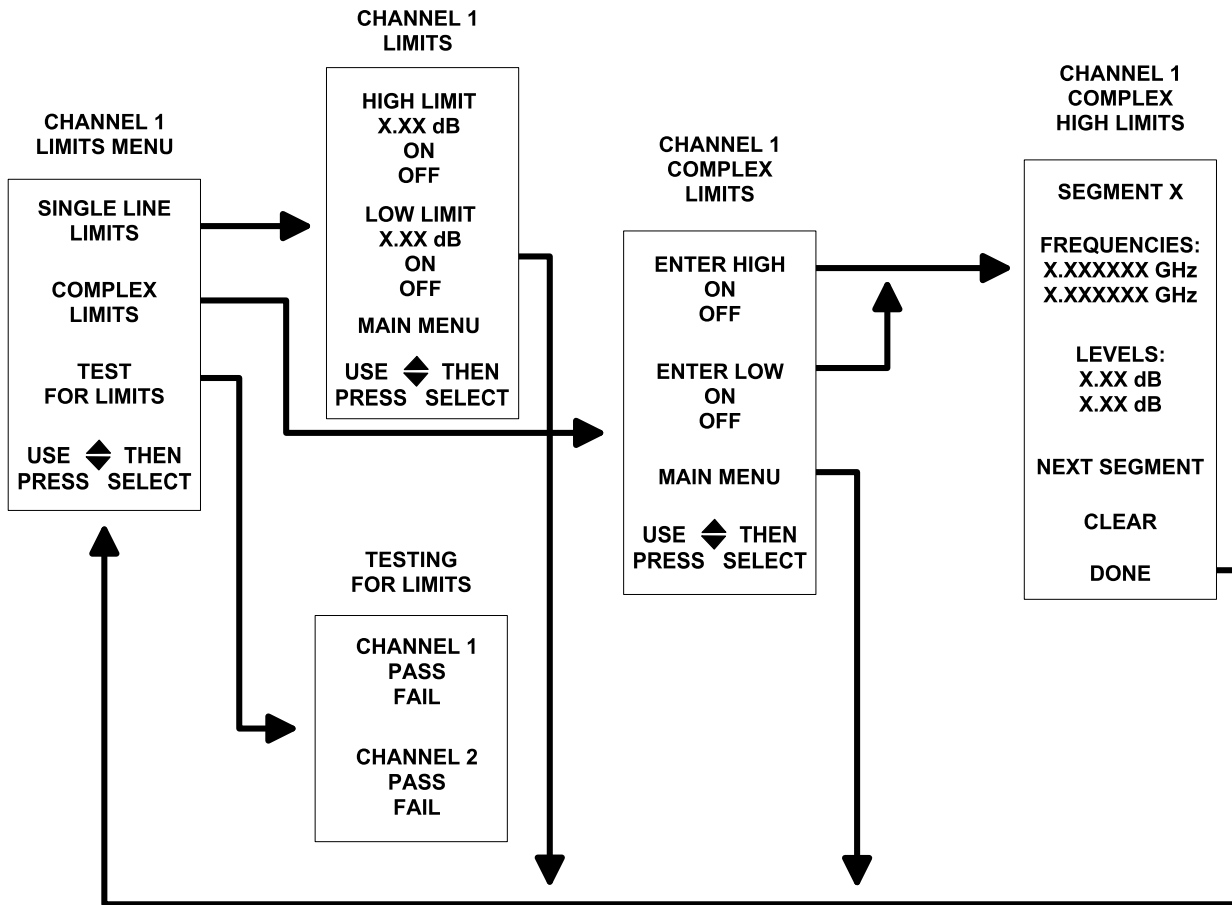 CHANNEL 1
LIMITS MENU
SINGLE LINE
LIMITS
COMPLEX
LIMITS
TEST
FOR LIMITS
USE THEN
PRESS SELECT
CHANNEL 1
LIMITS
HIGH LIMIT
X.XX dB
ON
OFF
LOW LIMIT
X.XX dB
ON
OFF
MAIN MENU
USE THEN
PRESS SELECT
TESTING
FOR LIMITS
CHANNEL 1
PASS
FAIL
CHANNEL 2
PASS
FAIL
CHANNEL 1
COMPLEX
LIMITS
ENTER HIGH
ON
OFF
ENTER LOW
ON
OFF
MAIN MENU
USE THEN
PRESS SELECT
CHANNEL 1
COMPLEX
HIGH LIMITS
SEGMENT X
FREQUENCIES:
X.XXXXXX GHz
X.XXXXXX GHz
LEVELS:
X.XX dB
X.XX dB
NEXT SEGMENT
CLEAR
DONE